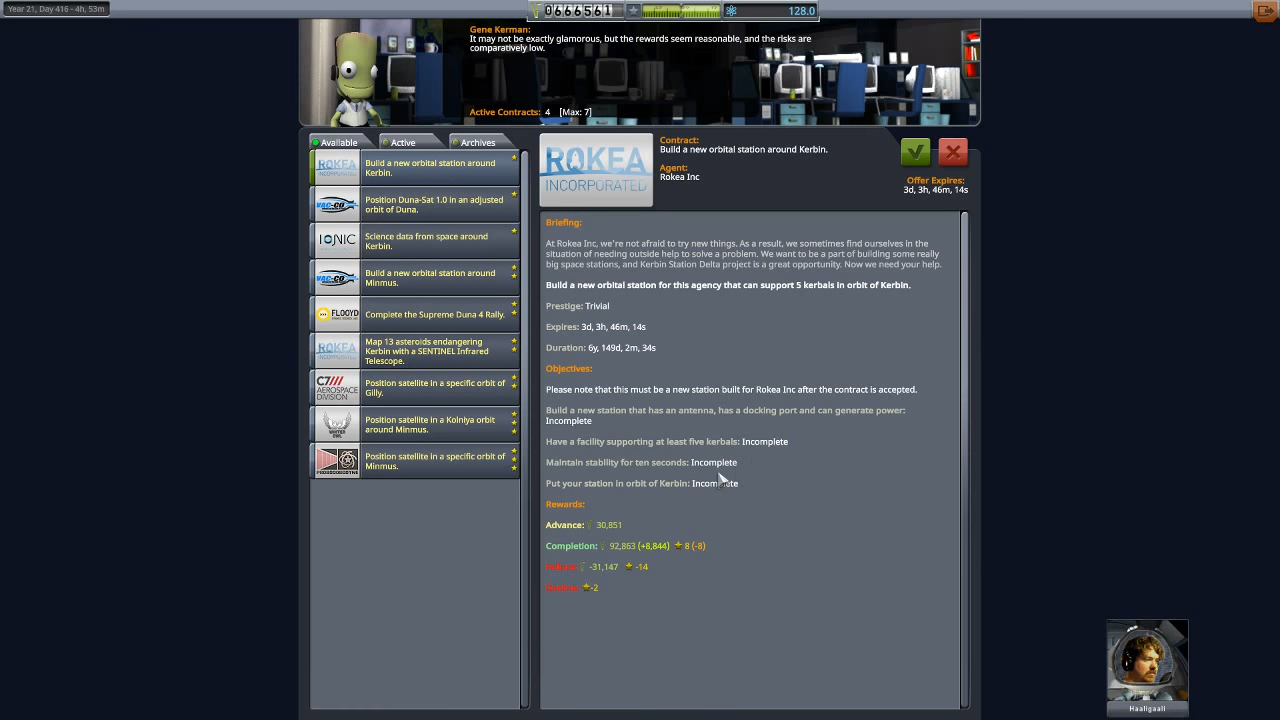 Year 21, Day 416 - 4h, 53m
0666561
128.0
Gene Kerman:
It may not be exactly glamorous, but the rewards seem reasonable, and the risks are
comparatively low.
Active Contracts: 4 [Max: 7]
Available
Active
Archives
ROKEA
INCORPORATED
Build a new orbital station around
Kerbin.
VAC-CO
Position Duna-Sat 1.0 in an adjusted
orbit of Duna.
IONIC
Science data from space around
Kerbin.
VAC-CO
Build a new orbital station around
Minmus.
FLOOYD
Complete the Supreme Duna 4 Rally.
ROKEA
INCORPORATED
Map 13 asteroids endangering
Kerbin with a SENTINEL Infrared
Telescope.
C7
AEROSPACE
DIVISION
Position satellite in a specific orbit of
Gilly.
WINTER
OWL
Position satellite in a Kolniya orbit
around Minmus.
Position satellite in a specific orbit of
Minmus.
ROKEA
INCORPORATED
Contract:
Build a new orbital station around Kerbin.
Agent:
Rokea Inc
Offer Expires:
3d, 3h, 46m, 14s
Briefing:
At Rokea Inc, we're not afraid to try new things. As a result, we sometimes find ourselves in the
situation of needing outside help to solve a problem. We want to be a part of building some really
big space stations, and Kerbin Station Delta project is a great opportunity. Now we need your help.
Build a new orbital station for this agency that can support 5 kerbals in orbit of Kerbin.
Prestige: Trivial
Expires: 3d, 3h, 46m, 14s
Duration: 6y, 149d, 2m, 34s
Objectives:
Please note that this must be a new station built for Rokea Inc after the contract is accepted.
Build a new station that has an antenna, has a docking port and can generate power:
Incomplete
Have a facility supporting at least five kerbals: Incomplete
Maintain stability for ten seconds: Incomplete
Put your station in orbit of Kerbin: Incomplete
Rewards:
Advance: 30,851
Completion: 92,863 (+8,844) 8 (-8)
-31,147 -14
-2
Haaligaali